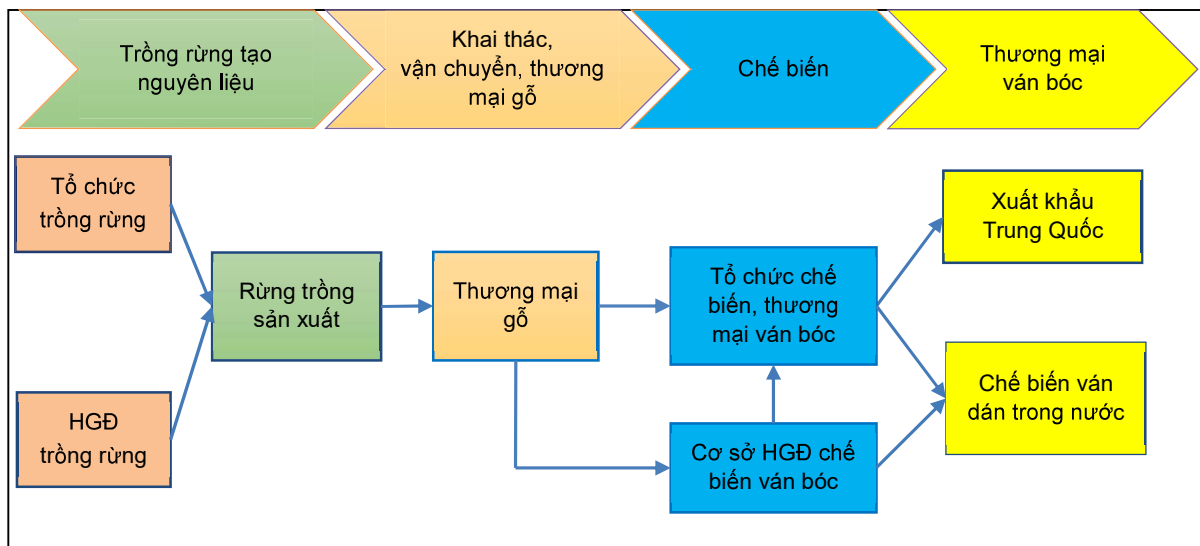 Trồng rừng tạo
nguyên liệu
Khai thác,
vận chuyển, thương
mại gỗ
Chế biến
Thương mại
ván bóc
Tổ chức
trồng rừng
HGĐ
trồng rừng
Rừng trồng
sản xuất
Thương mại
gỗ
Tổ chức chế
biến, thương
mại ván bóc
Cơ sở HGĐ chế
biến ván bóc
Xuất khẩu
Trung Quốc
Chế biến ván
dán trong nước